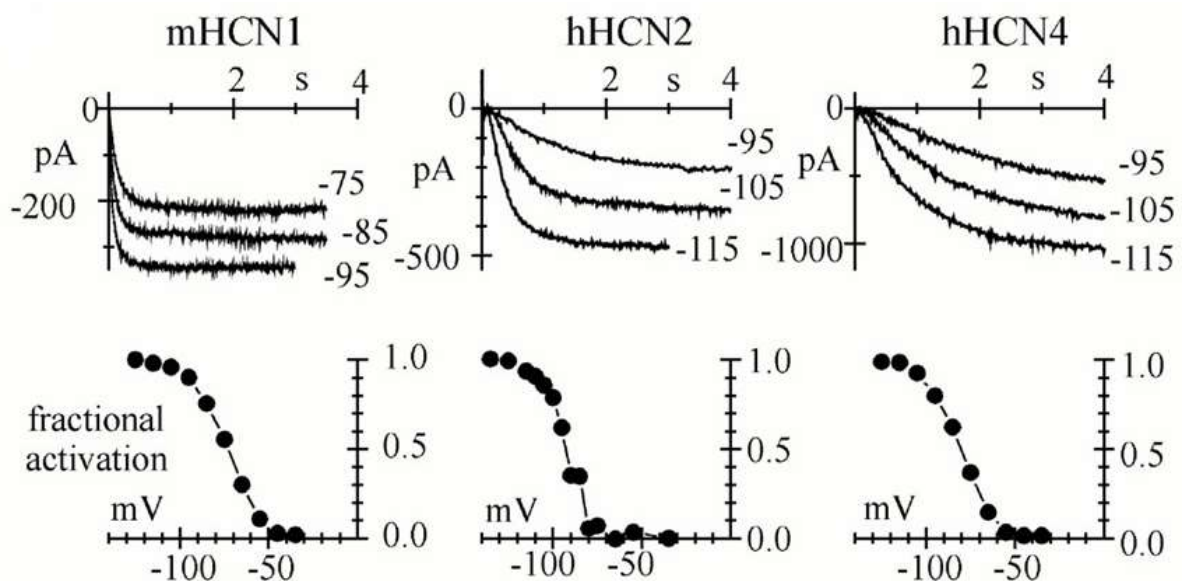 mHCN1 hHCN2 hHCN4
2 s 4 2 s 4 2 s 4
0 0 0
pA pA pA
-75 -95 -95
-200 -105 -105
-85
-95 -500 -115 -1000 -115
1.0 1.0 1.0
fractional
activation
0.5 0.5 0.5
mV mV mV
0.0 0.0 0.0
-100 -50 -100 -50 -100 -50